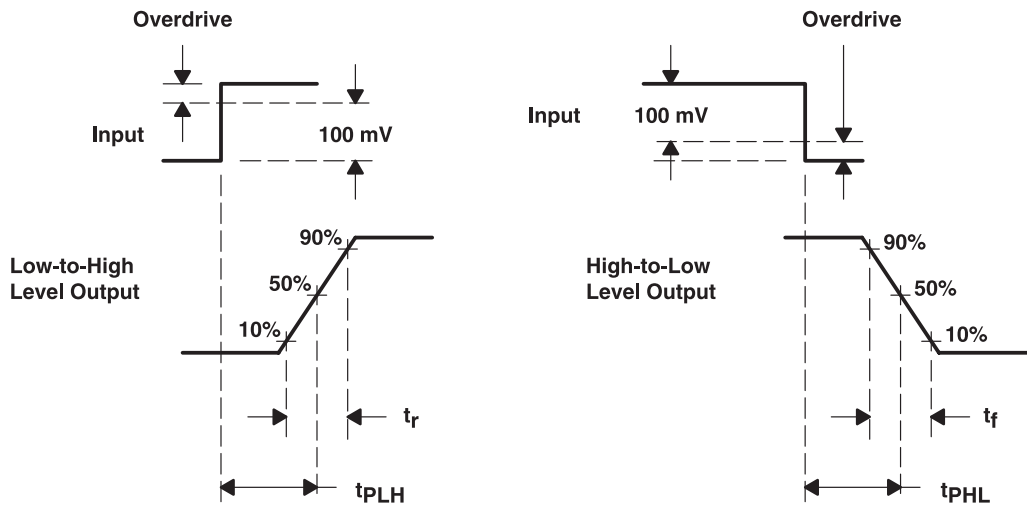 Overdrive
Input
100 mV
Low-to-High
Level Output
90%
50%
10%
tr
tPLH
Overdrive
Input
100 mV
High-to-Low
Level Output
90%
50%
10%
tf
tPHL